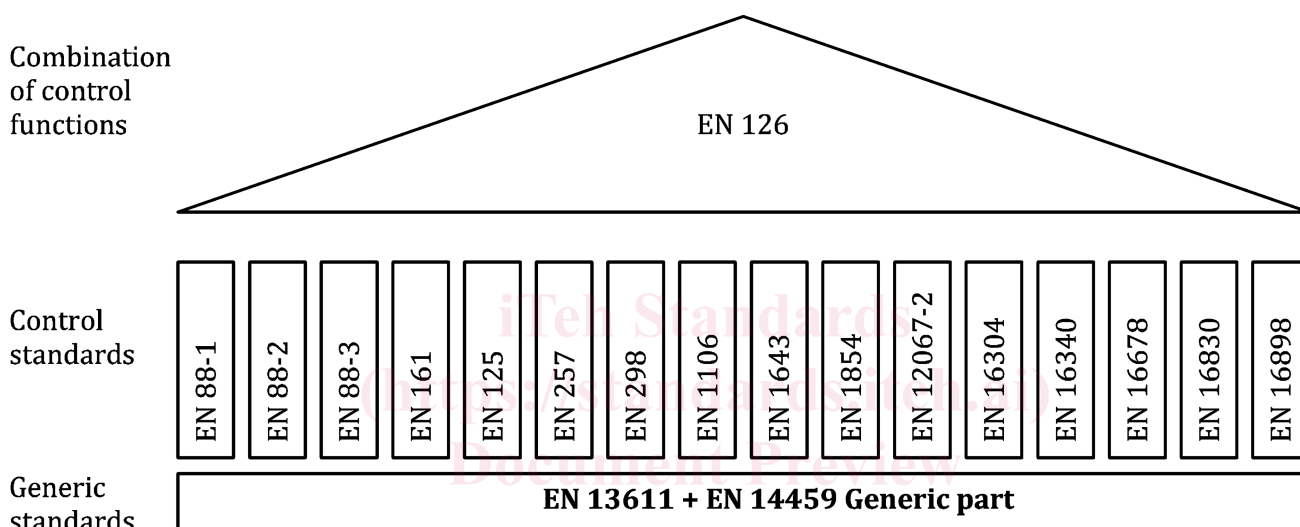 Combination
of control
functions
EN 126
Control
standards
EN 88-1
EN 88-2
EN 88-3
EN 161
EN 125
EN 257
EN 298
EN 1106
EN 1643
EN 1854
EN 12067-2
EN 16304
EN 16340
EN 16678
EN 16830
EN 16898
iTeh Standards
(https://standards.iteh.ai)
Document Preview
Generic
standards
EN 13611 + EN 14459 Generic part